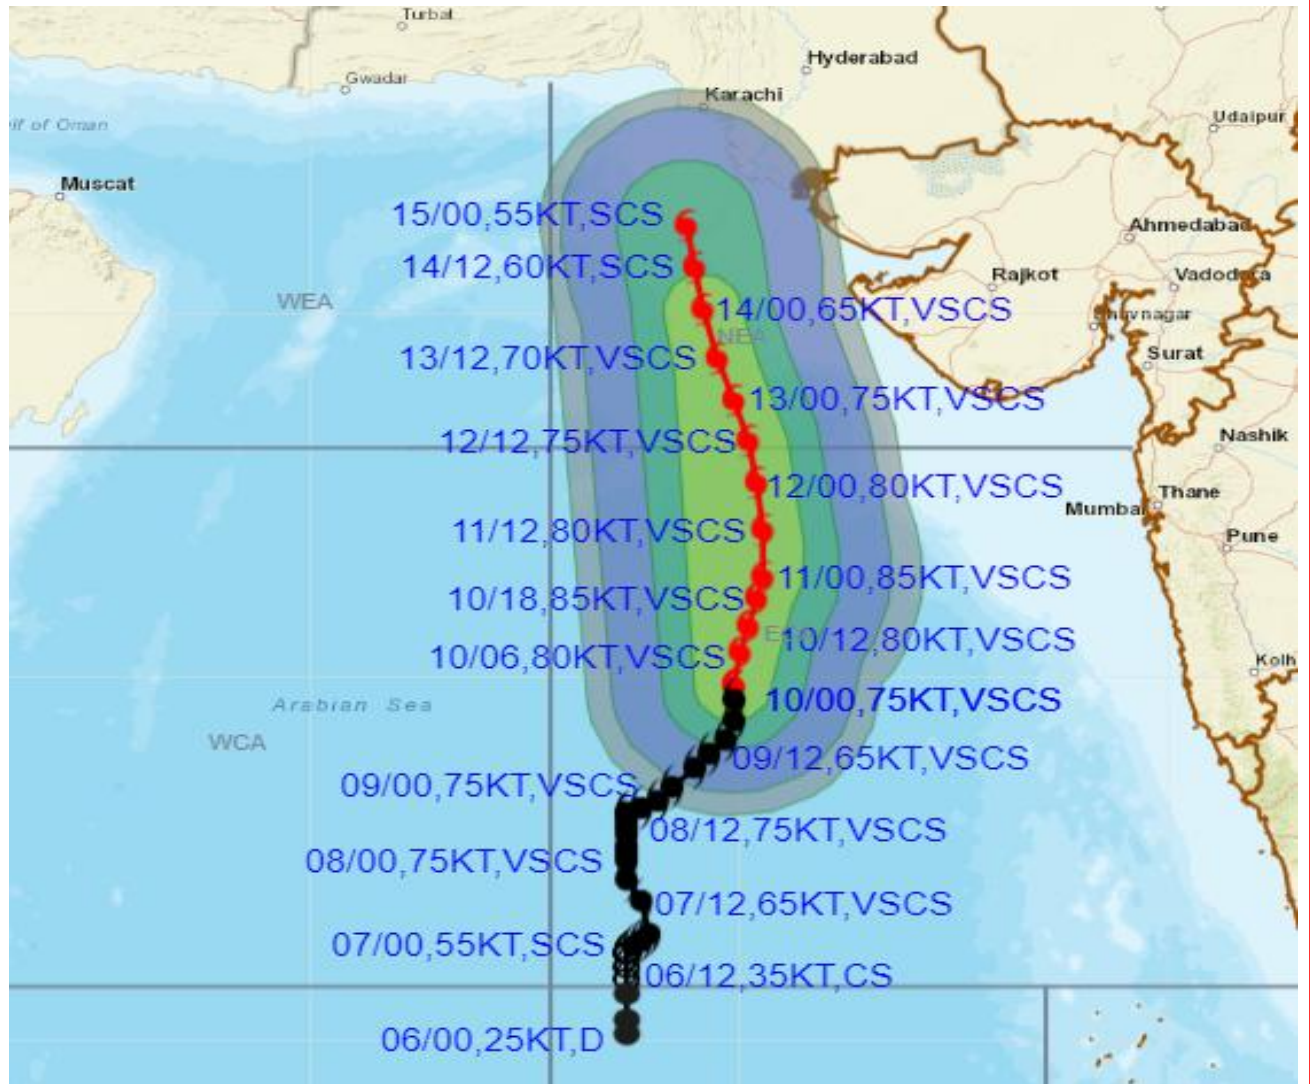 Turbat
Hyderabad
Gwadar
Karachi
Udaipur
lf of Oman
Muscat
15/00,55KT,SCS
Ahmedabad
14/12,60KT,SCS
Rajkot
Vadodara
WEA
14/00,65KT,VSCS
Bhavnagar
NEA
13/12,70KT,VSCS
Surat
13/00,75KT,VSCS
12/12,75KT,VSCS
Nashik
12/00,80KT,VSCS
Thane
Mumbai
11/12,80KT,VSCS
Pune
11/00,85KT,VSCS
10/18,85KT,VSCS
10/12,80KT,VSCS
10/06,80KT,VSCS
Kolh
10/00,75KT,VSCS
Arabian Sea
WCA
09/12,65KT,VSCS
09/00,75KT,VSCS
08/12,75KT,VSCS
08/00,75KT,VSCS
07/12,65KT,VSCS
07/00,55KT,SCS
06/12,35KT,CS
06/00,25KT,D